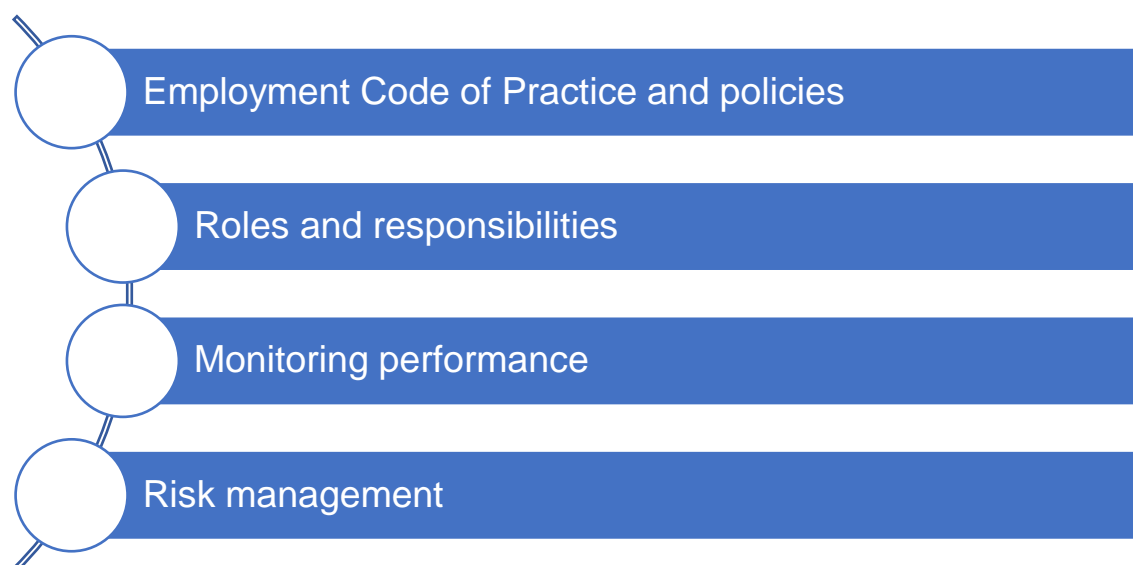 Employment Code of Practice and policies
Roles and responsibilities
Monitoring performance
Risk management